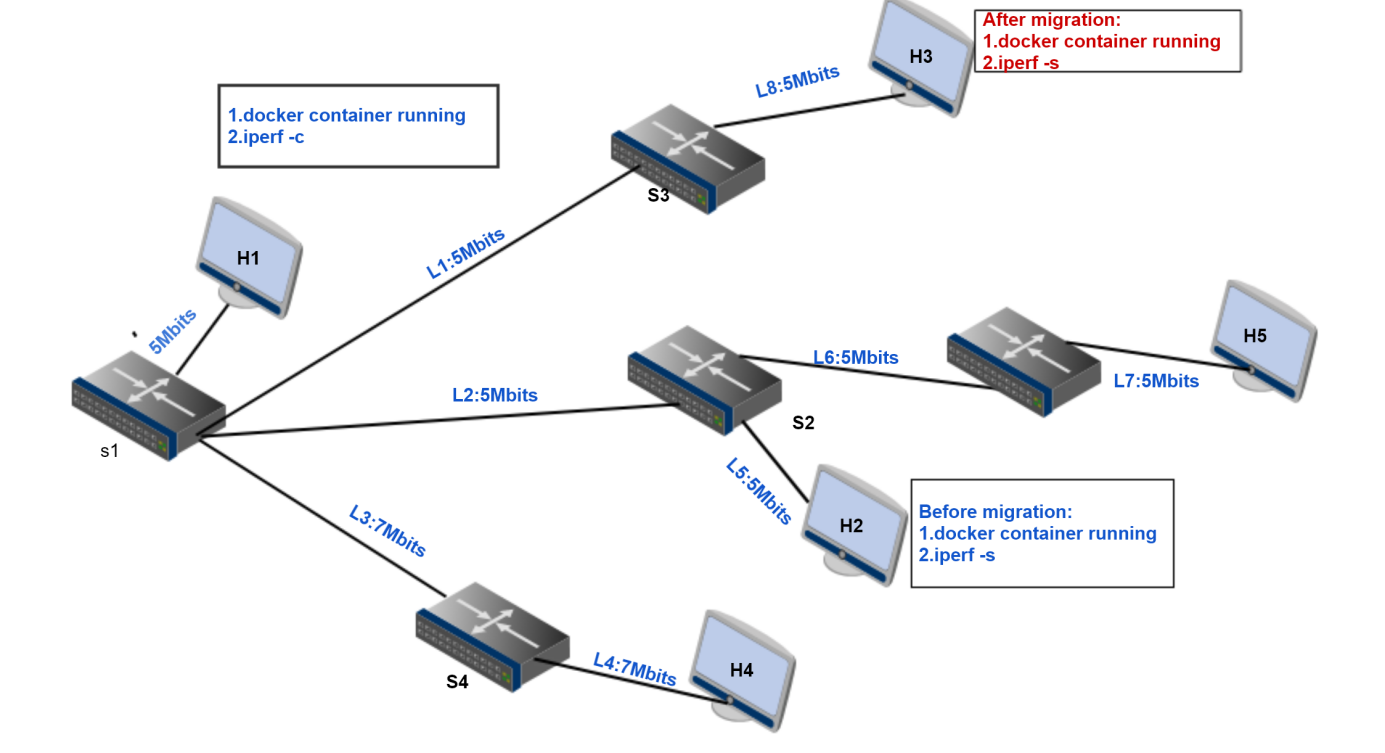 After migration:
1.docker container running
2.iperf -s
H3
L8:5Mbits
1.docker container running
2.iperf -c
S3
H1
L1:5Mbits
5Mbits
H5
L6:5Mbits
L7:5Mbits
L2:5Mbits
S2
s1
L5:5Mbits
H2
Before migration:
1.docker container running
2.iperf -s
L3:7Mbits
L4:7Mbits
H4
S4